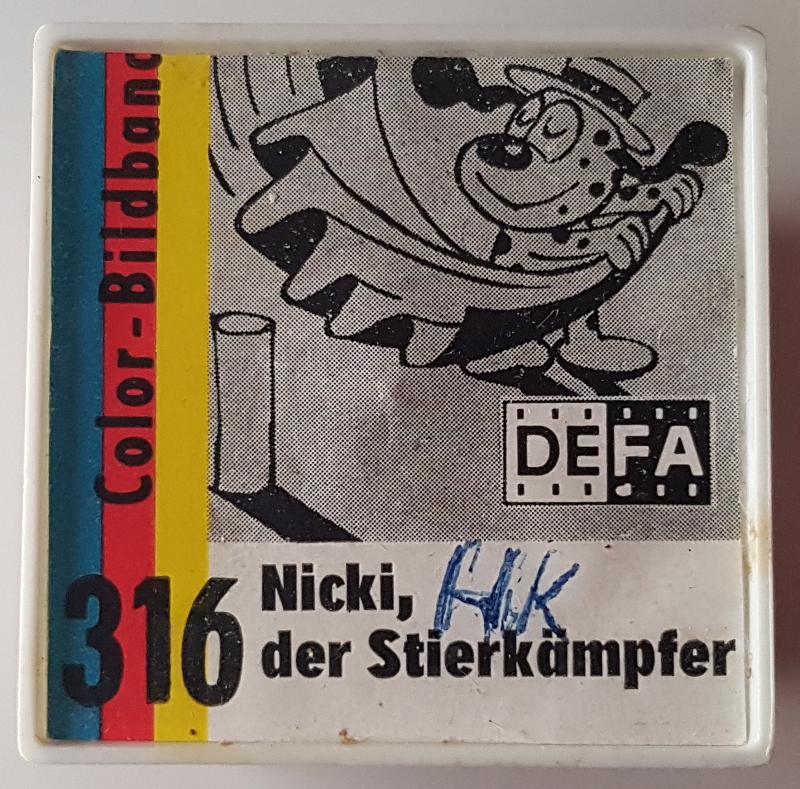 Color-Bildband
DEFA
316
Nicki,
der Stierkämpfer